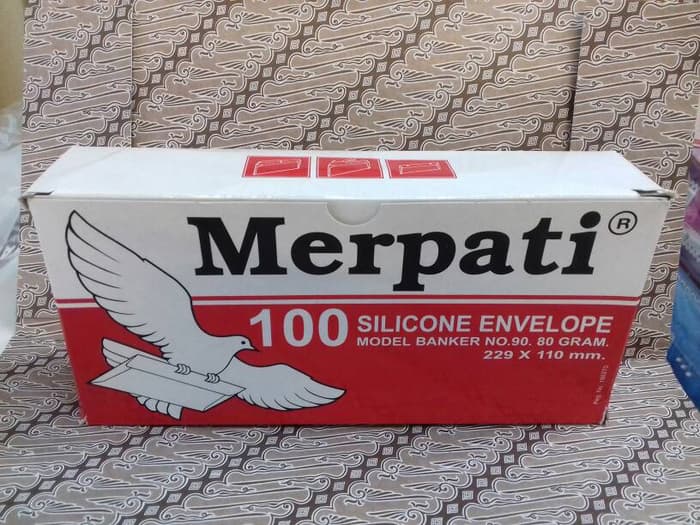 Merpati®
100 SILICONE ENVELOPE
MODEL BANKER NO.90. 80 GRAM.
229 X 110 mm.